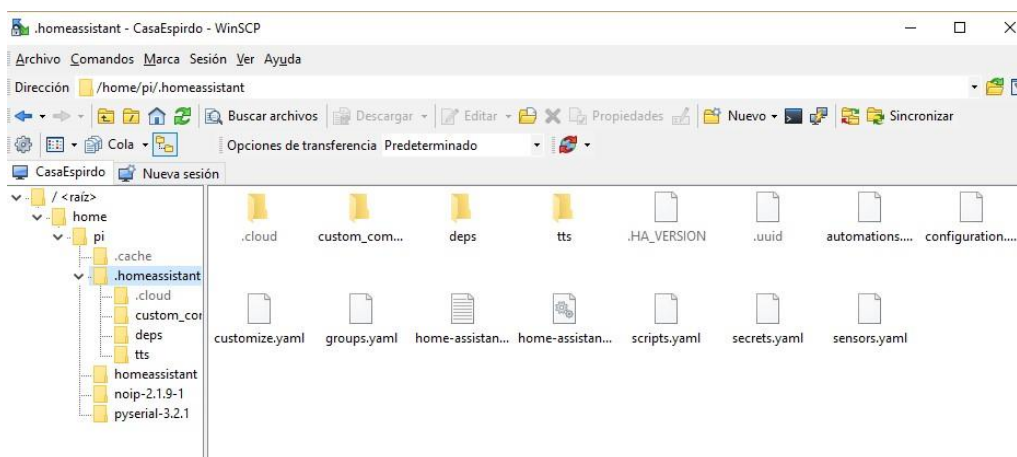 .homeassistant - CasaEspirdo - WinSCP
Archivo Comandos Marca Sesión Ver Ayuda
Dirección /home/pi/.homeassistant
Buscar archivos Descargar Editar Propiedades Nuevo Sincronizar
Cola Opciones de transferencia Predeterminado
CasaEspirdo Nueva sesión
/ <raíz>
home
pi
.cache
.homeassistant
.cloud
custom_cor
deps
tts
homeassistant
noip-2.1.9-1
pyserial-3.2.1
.cloud custom_com... deps tts .HA_VERSION .uuid automations.... configuration....
customize.yaml groups.yaml home-assistan... home-assistan... scripts.yaml secrets.yaml sensors.yaml